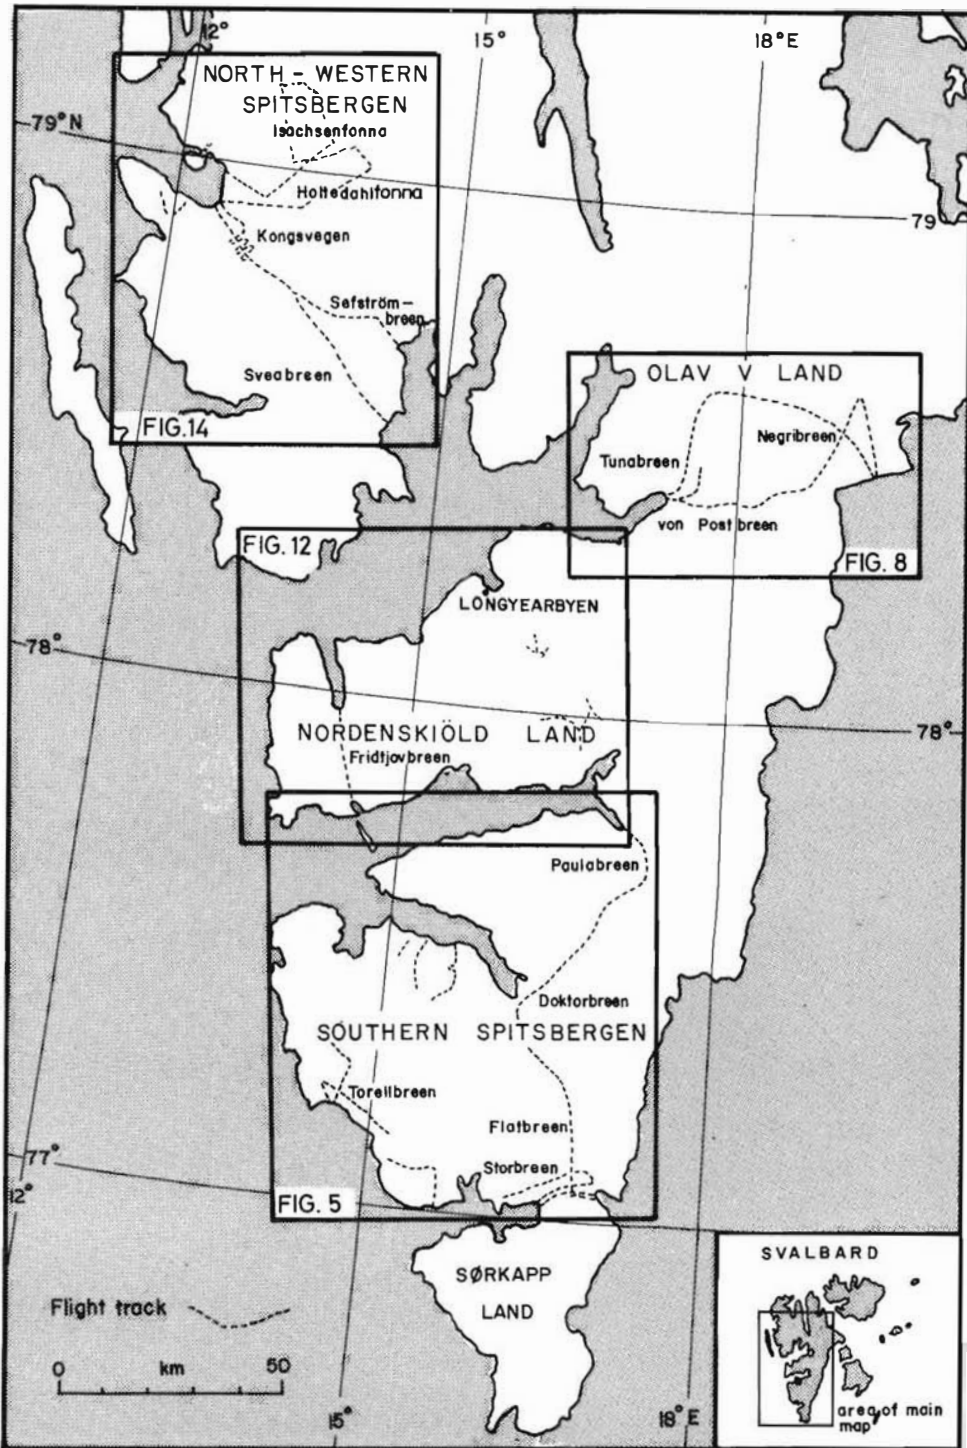 12°
15°
18°E
NORTH - WESTERN
SPITSBERGEN
79°N
Isachsenfonna
Holtedahlfonna
79
Kongsvegen
Sefström-
breen
Sveabreen
FIG.14
OLAV V LAND
Negribreen
Tunabreen
von Postbreen
FIG. 8
FIG. 12
LONGYEARBYEN
78°
78°
NORDENSKIÖLD LAND
Fridtjovbreen
Paulabreen
Doktorbreen
SOUTHERN SPITSBERGEN
Torellbreen
Flatbreen
Storbreen
77°
12°
FIG. 5
SØRKAPP
LAND
Flight track
0 km 50
15°
18°E
SVALBARD
area of main
map